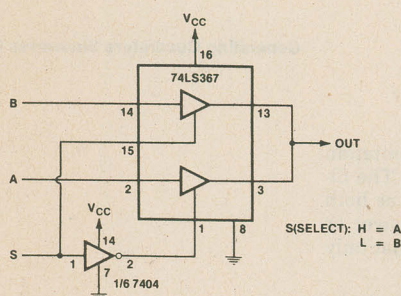 VCC
16
74LS367
B
14
13
15
OUT
A
2
3
VCC
1
8
14
S(SELECT): H = A
L = B
S
1
2
7
1/6 7404